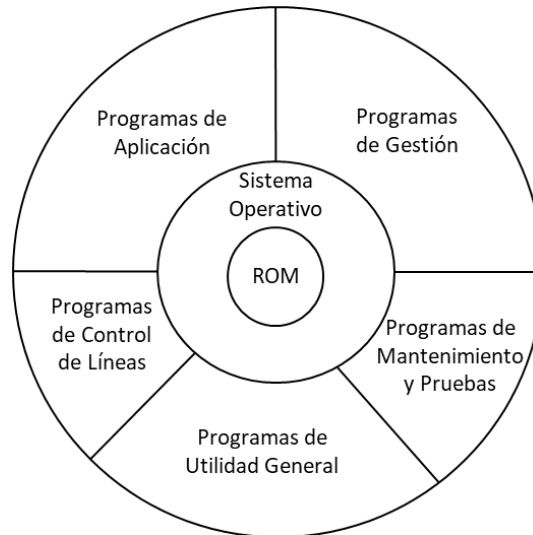 Programas de
Aplicación
Programas
de Gestión
Sistema
Operativo
ROM
Programas
de Control
de Líneas
Programas de
Mantenimiento
y Pruebas
Programas de
Utilidad General